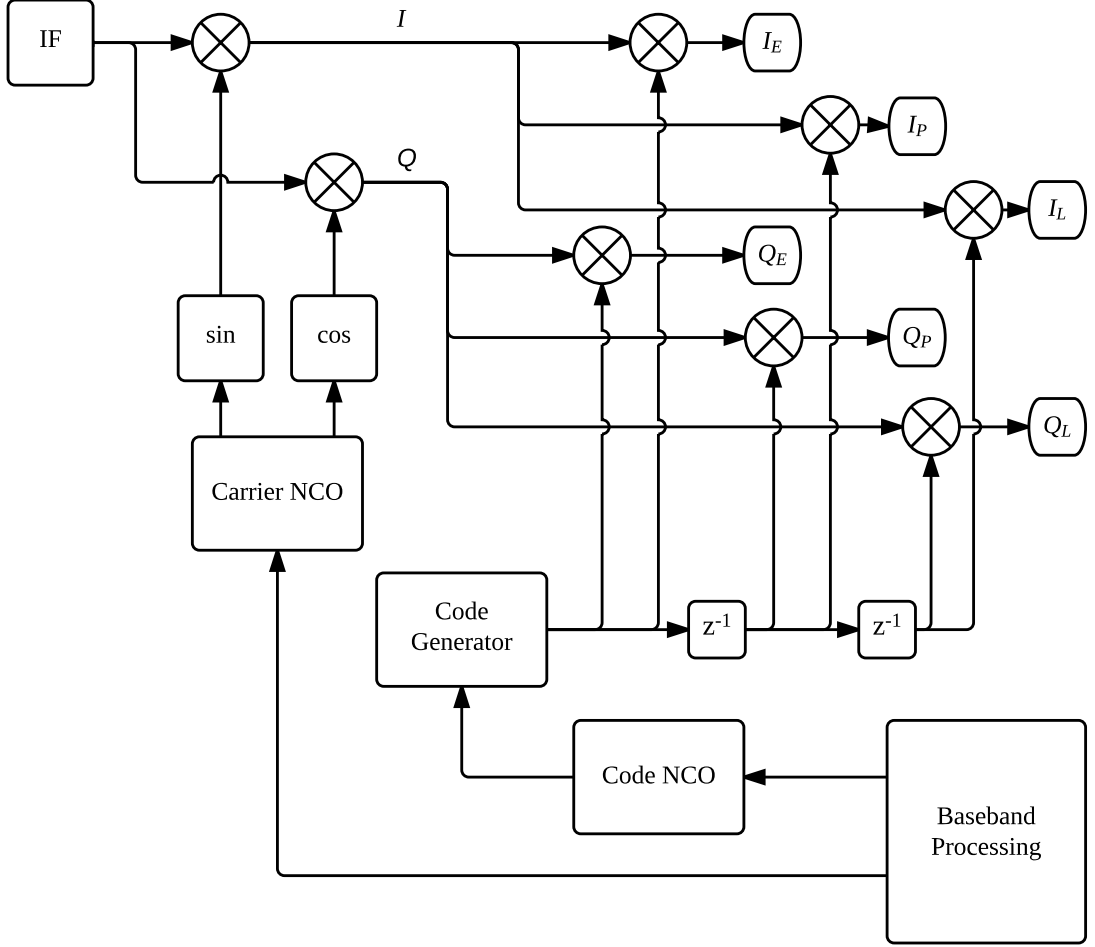 IF
I
I_E
I_P
Q
I_L
Q_E
sin
cos
Q_P
Q_L
Carrier NCO
Code
Generator
z^-1
z^-1
Code NCO
Baseband
Processing